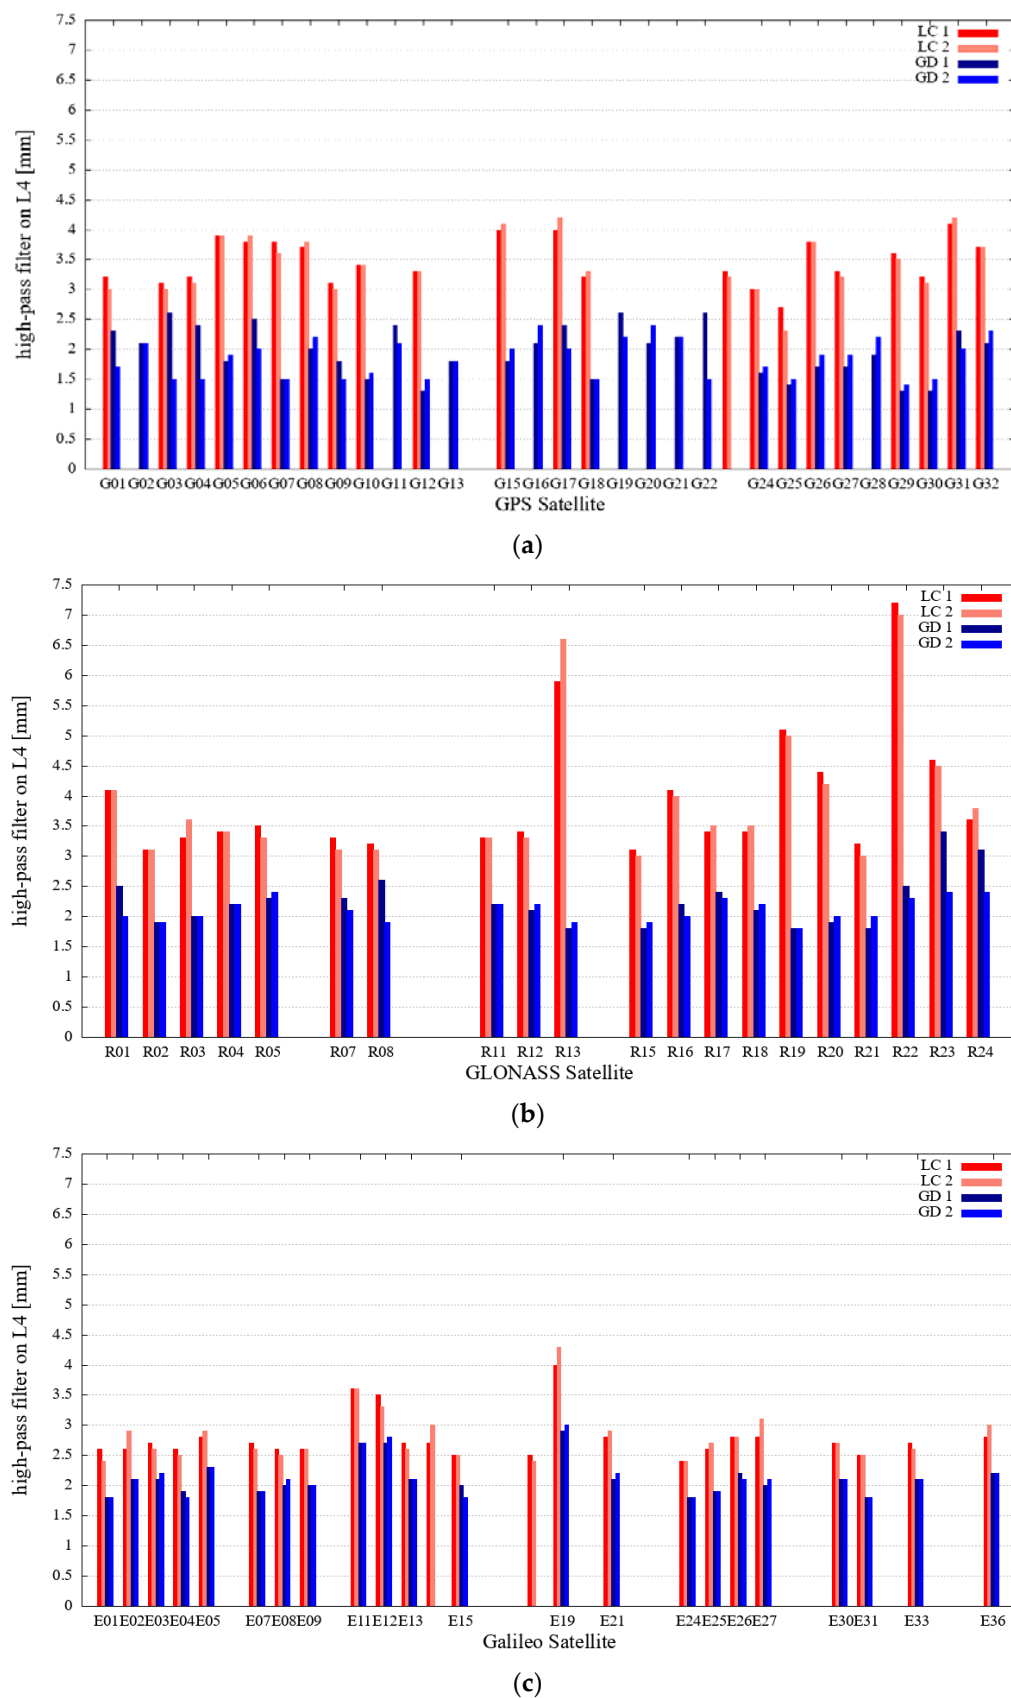 7.5
7
6.5
6
5.5
5
4.5
4
3.5
3
2.5
2
1.5
1
0.5
0
high-pass filter on L4 [mm]
LC 1
LC 2
GD 1
GD 2
G01 G02 G03 G04 G05 G06 G07 G08 G09 G10 G11 G12 G13 G15 G16 G17 G18 G19 G20 G21 G22 G24 G25 G26 G27 G28 G29 G30 G31 G32
GPS Satellite
(a)
7.5
7
6.5
6
5.5
5
4.5
4
3.5
3
2.5
2
1.5
1
0.5
0
high-pass filter on L4 [mm]
LC 1
LC 2
GD 1
GD 2
R01 R02 R03 R04 R05 R07 R08 R11 R12 R13 R15 R16 R17 R18 R19 R20 R21 R22 R23 R24
GLONASS Satellite
(b)
7.5
7
6.5
6
5.5
5
4.5
4
3.5
3
2.5
2
1.5
1
0.5
0
high-pass filter on L4 [mm]
LC 1
LC 2
GD 1
GD 2
E01 E02 E03 E04 E05 E07 E08 E09 E11 E12 E13 E15 E19 E21 E24 E25 E26 E27 E30 E31 E33 E36
Galileo Satellite
(c)